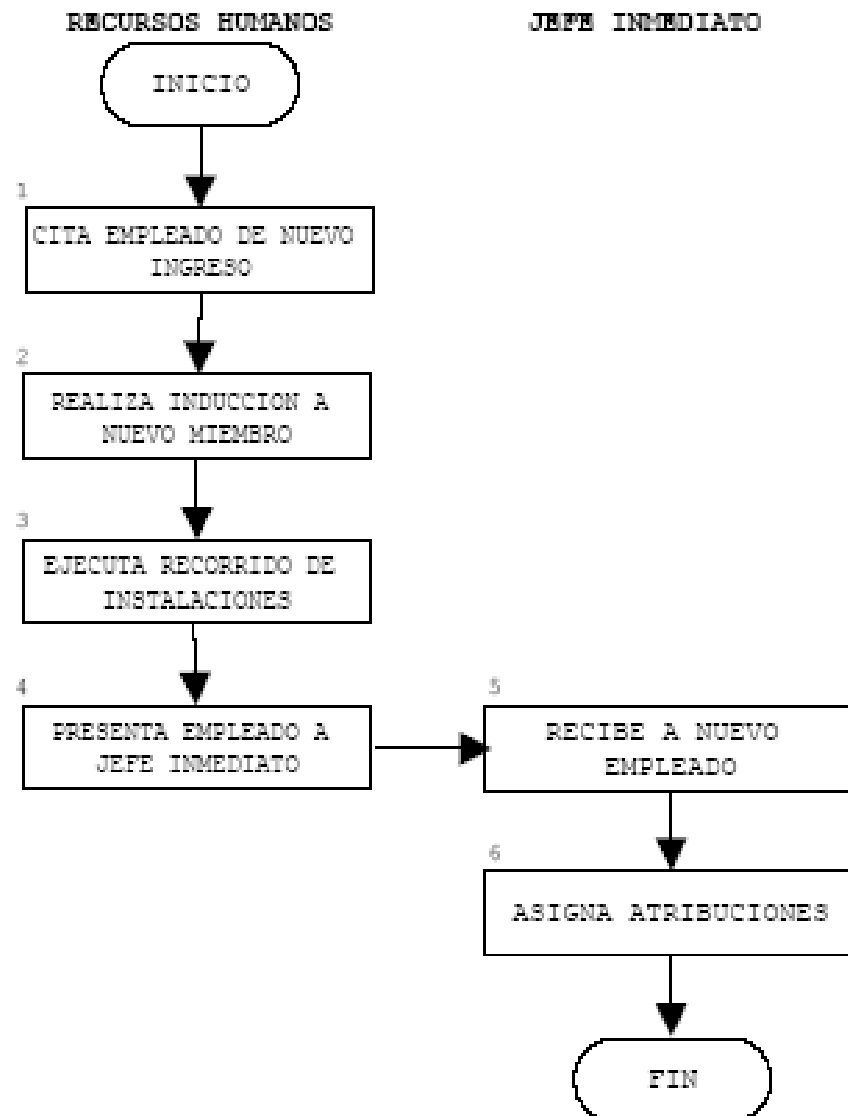 RECURSOS HUMANOS
JEFE INMEDIATO
INICIO
1
CITA EMPLEADO DE NUEVO
INGRESO
2
REALIZA INDUCCION A
NUEVO MIEMBRO
3
EJECUTA RECORRIDO DE
INSTALACIONES
4
PRESENTA EMPLEADO A
JEFE INMEDIATO
5
RECIBE A NUEVO
EMPLEADO
6
ASIGNA ATRIBUCIONES
FIN